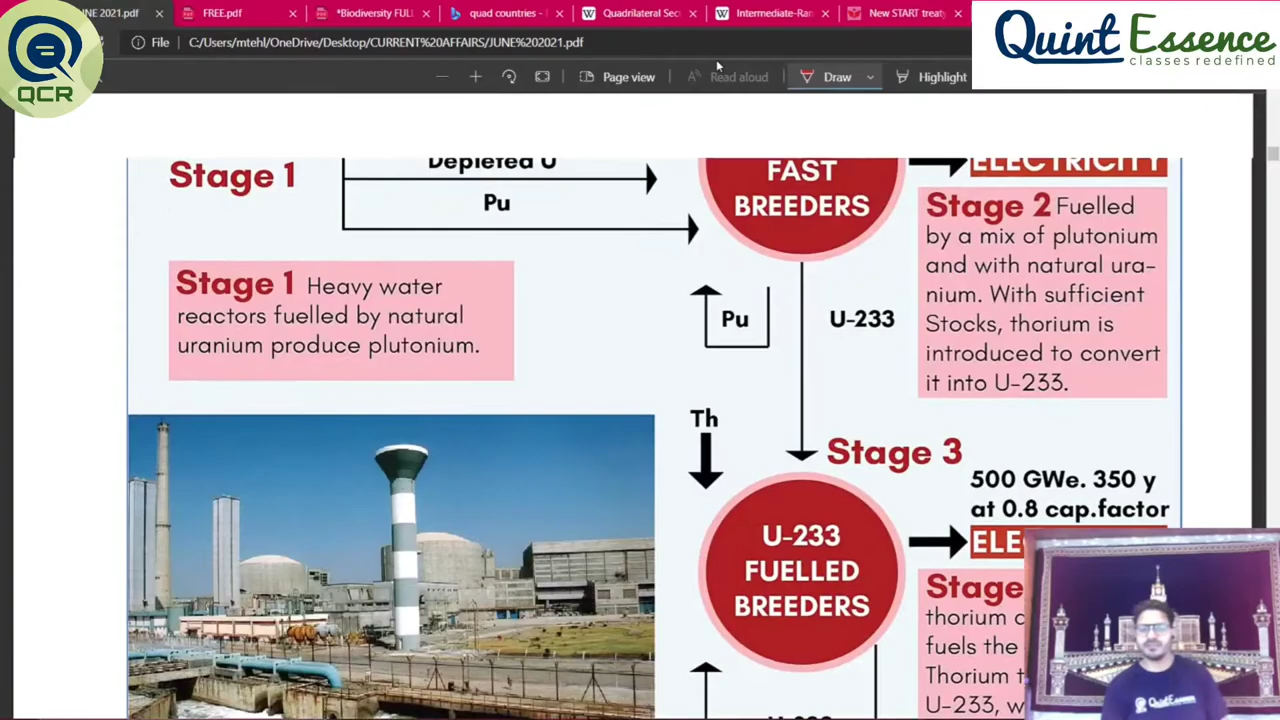 JUNE 2021.pdf
FREE.pdf
*Biodiversity FULL
quad countries -
Quadrilateral Sec
Intermediate-Ran
New START treat
File
C:/Users/mtehl/OneDrive/Desktop/CURRENT%20AFFAIRS/JUNE%202021.pdf
Page view
Read aloud
Draw
Highlight
QCR
Quint Essence
classes redefined
Stage 1
Depleted U
Pu
FAST
BREEDERS
ELECTRICITY
Stage 2 Fuelled
by a mix of plutonium
and with natural ura-
nium. With sufficient
Stocks, thorium is
introduced to convert
it into U-233.
Stage 1 Heavy water
reactors fuelled by natural
uranium produce plutonium.
Pu
U-233
Th
Stage 3
500 GWe. 350 y
at 0.8 cap.factor
U-233
FUELLED
BREEDERS
ELE
Stage
thorium
fuels the
Thorium t
U-233, w
QuintEssence